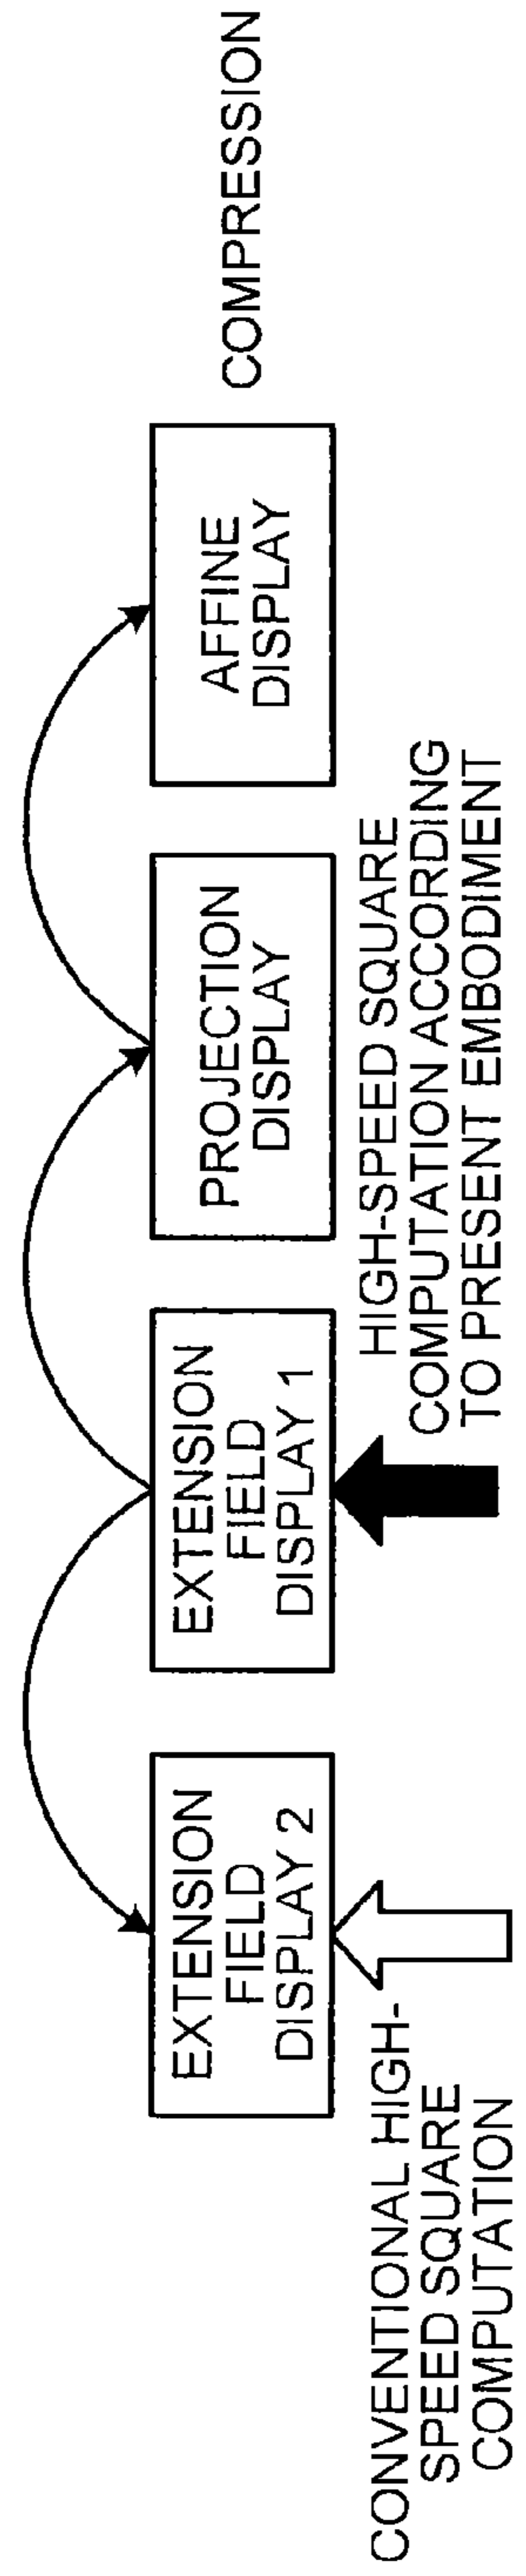 EXTENSION
FIELD
DISPLAY 2
EXTENSION
FIELD
DISPLAY 1
PROJECTION
DISPLAY
AFFINE
DISPLAY
COMPRESSION
CONVENTIONAL HIGH-
SPEED SQUARE
COMPUTATION
HIGH-SPEED SQUARE
COMPUTATION ACCORDING
TO PRESENT EMBODIMENT